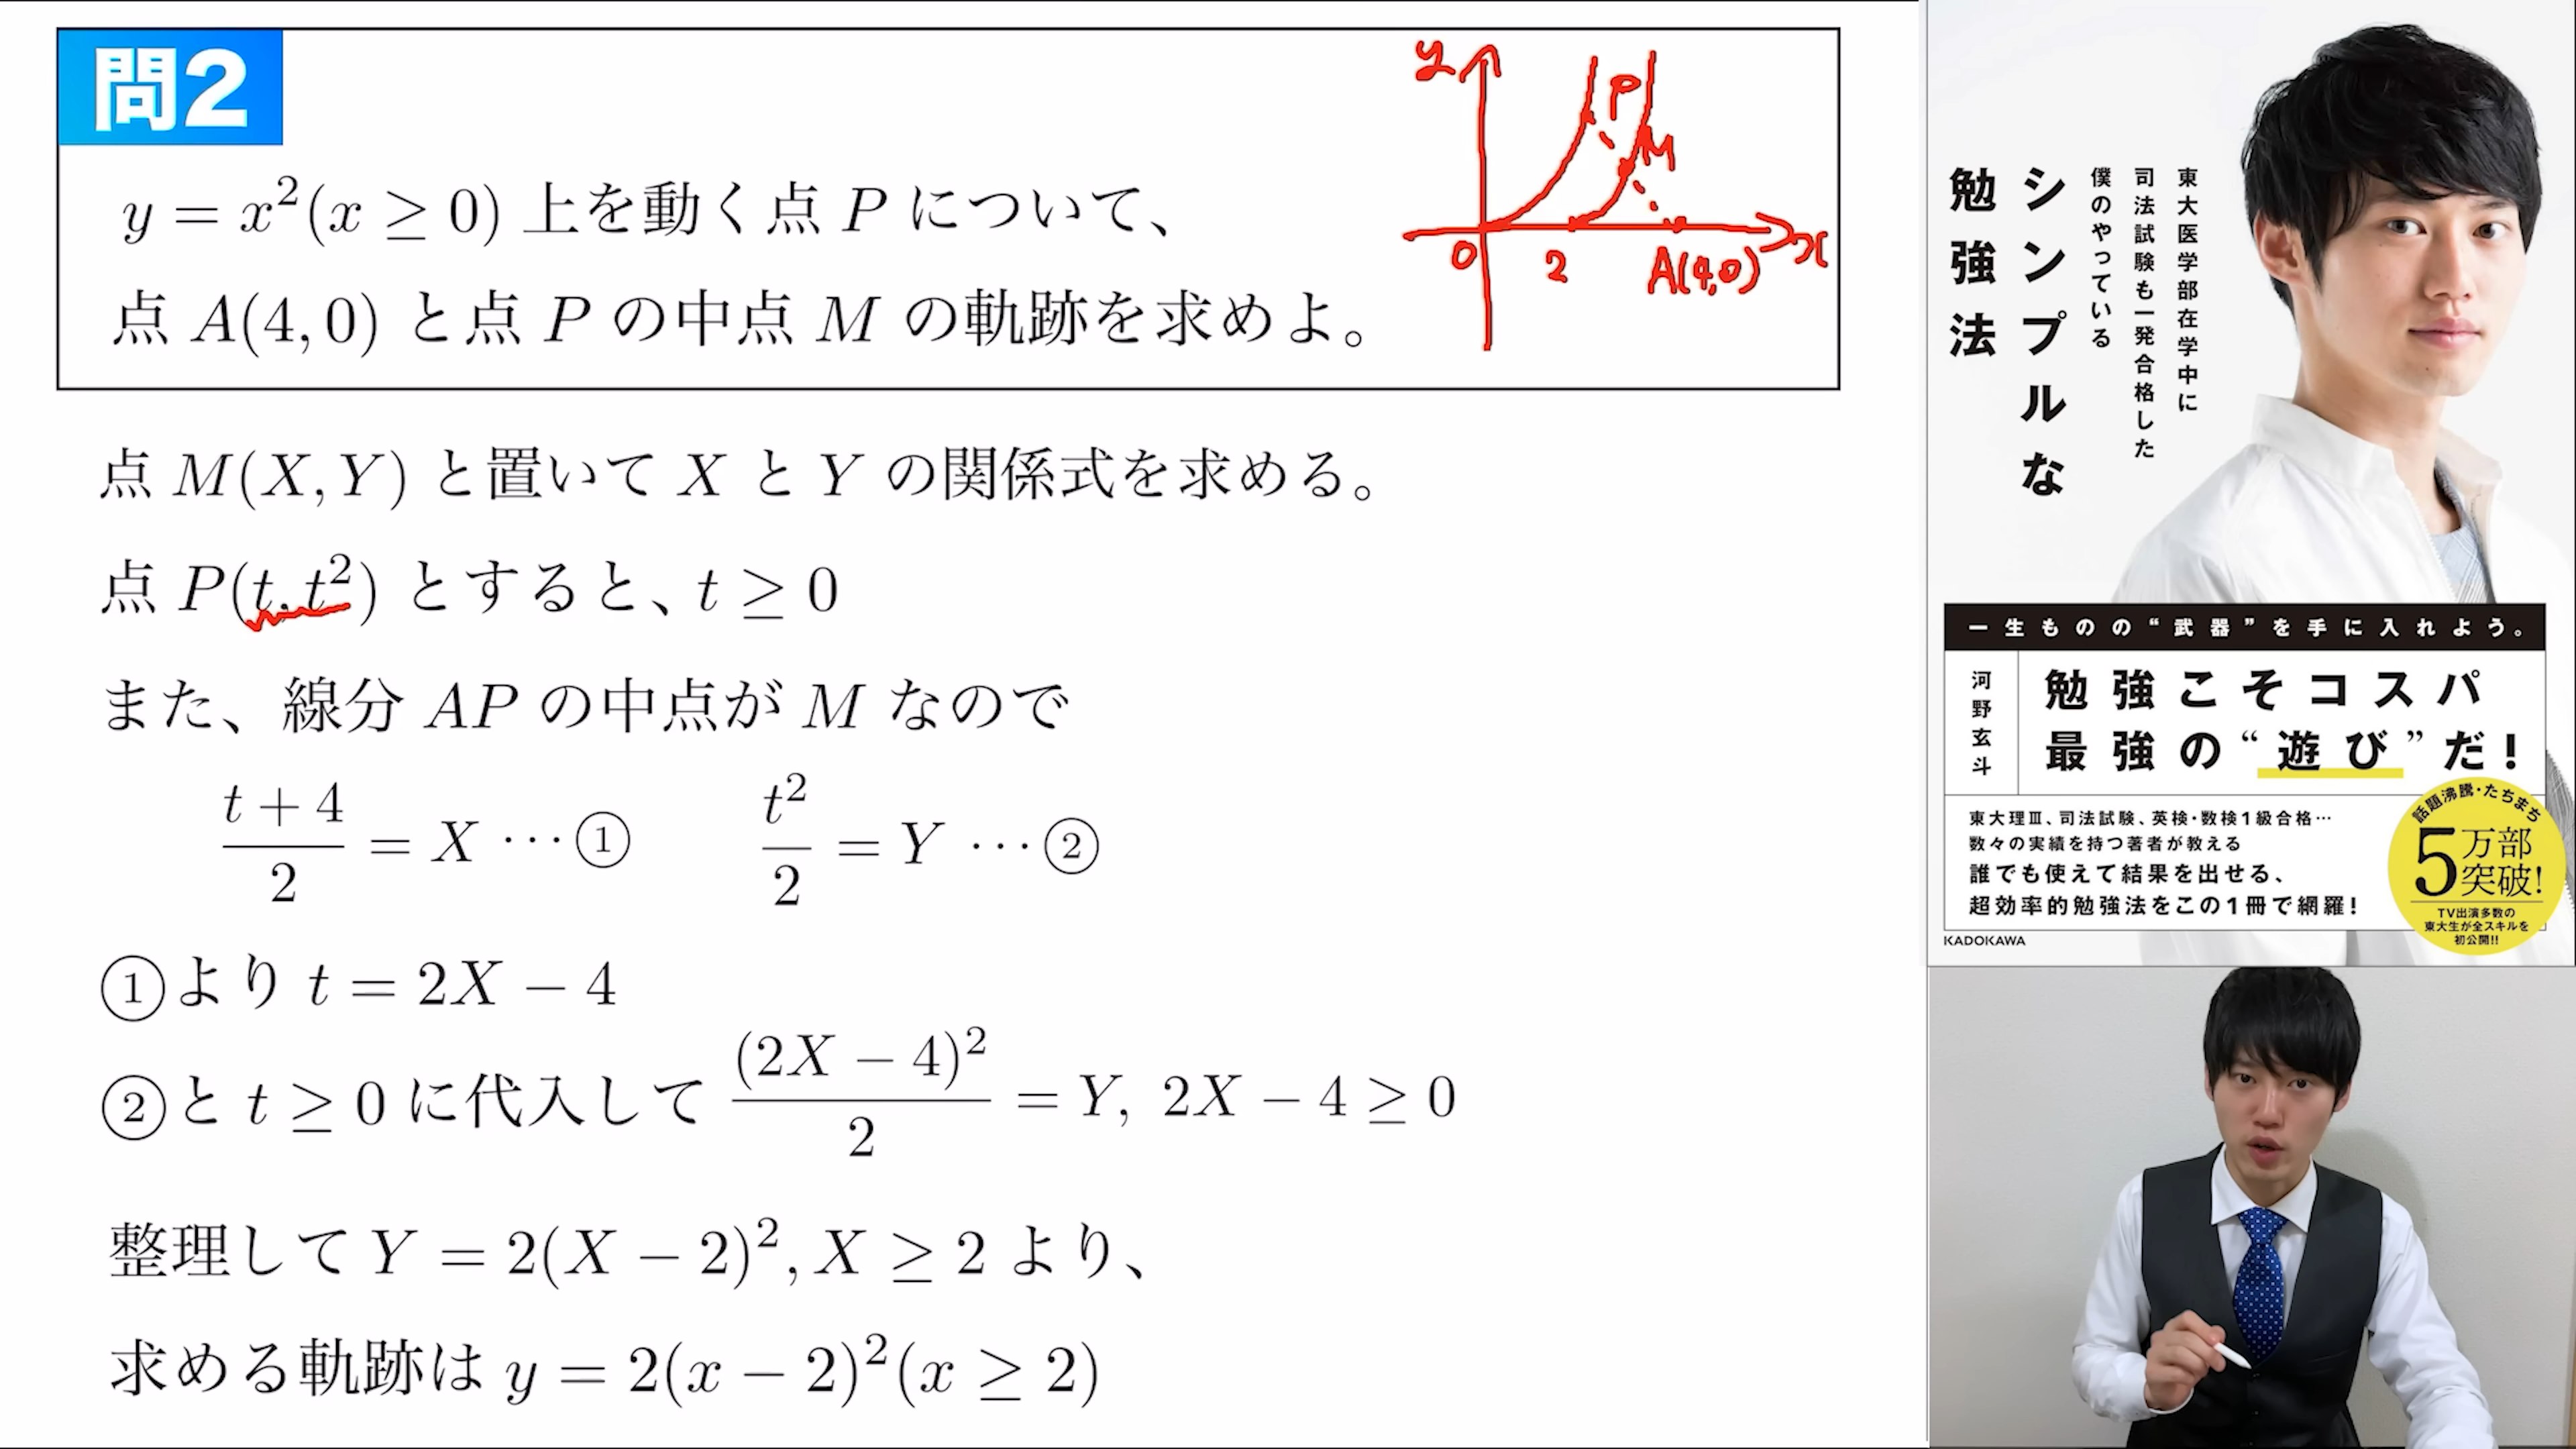 問2
y = x²(x ≥ 0) 上を動く点 P について、
点 A(4, 0) と点 P の中点 M の軌跡を求めよ。
y
P
M
0
2
A(4,0)
x
点 M(X, Y) と置いて X と Y の関係式を求める。
点 P(t, t²) とすると、t ≥ 0
また、線分 AP の中点が M なので
(t + 4)/2 = X ⋯① t²/2 = Y ⋯②
①より t = 2X − 4
②と t ≥ 0 に代入して (2X − 4)²/2 = Y, 2X − 4 ≥ 0
整理して Y = 2(X − 2)², X ≥ 2 より、
求める軌跡は y = 2(x − 2)²(x ≥ 2)
東大医学部在学中に
司法試験も一発合格した
僕のやっている
シンプルな
勉強法
一生ものの“武器”を手に入れよう。
河野玄斗
勉強こそコスパ
最強の“遊び”だ!
東大理Ⅲ、司法試験、英検・数検1級合格…
数々の実績を持つ著者が教える
誰でも使えて結果を出せる、
超効率的勉強法をこの1冊で網羅!
話題沸騰・たちまち
5万部
突破!
TV出演多数の
東大生が全スキルを
初公開!!
KADOKAWA